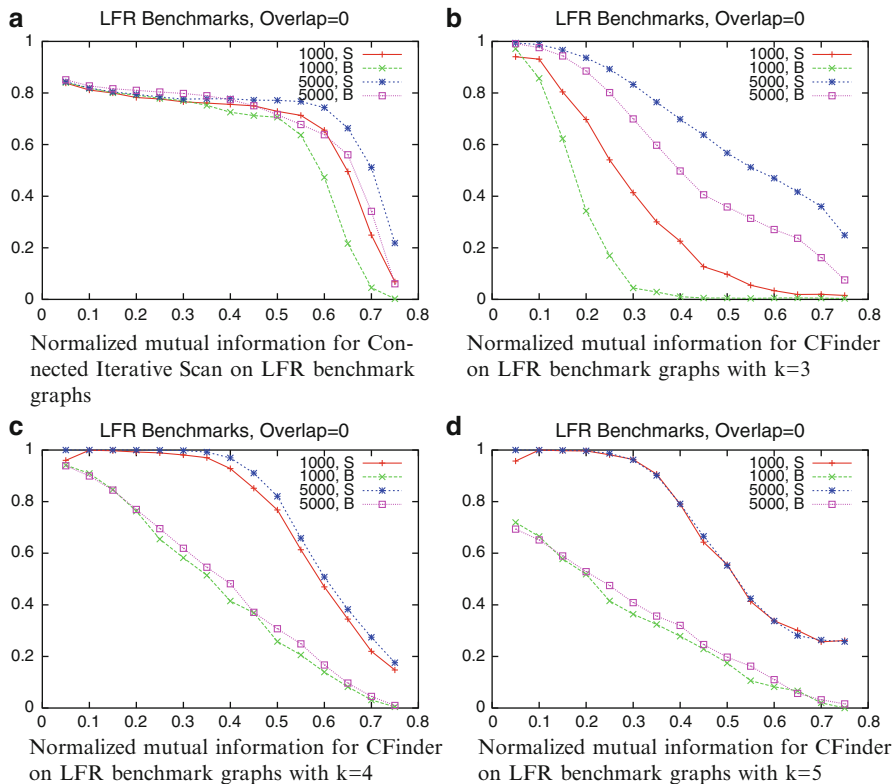 a
LFR Benchmarks, Overlap=0
1
0.8
0.6
0.4
0.2
0
0 0.1 0.2 0.3 0.4 0.5 0.6 0.7 0.8
1000, S
1000, B
5000, S
5000, B
Normalized mutual information for Con-
nected Iterative Scan on LFR benchmark
graphs
b
LFR Benchmarks, Overlap=0
1
0.8
0.6
0.4
0.2
0
0 0.1 0.2 0.3 0.4 0.5 0.6 0.7 0.8
1000, S
1000, B
5000, S
5000, B
Normalized mutual information for CFinder
on LFR benchmark graphs with k=3
c
LFR Benchmarks, Overlap=0
1
0.8
0.6
0.4
0.2
0
0 0.1 0.2 0.3 0.4 0.5 0.6 0.7 0.8
1000, S
1000, B
5000, S
5000, B
Normalized mutual information for CFinder
on LFR benchmark graphs with k=4
d
LFR Benchmarks, Overlap=0
1
0.8
0.6
0.4
0.2
0
0 0.1 0.2 0.3 0.4 0.5 0.6 0.7 0.8
1000, S
1000, B
5000, S
5000, B
Normalized mutual information for CFinder
on LFR benchmark graphs with k=5